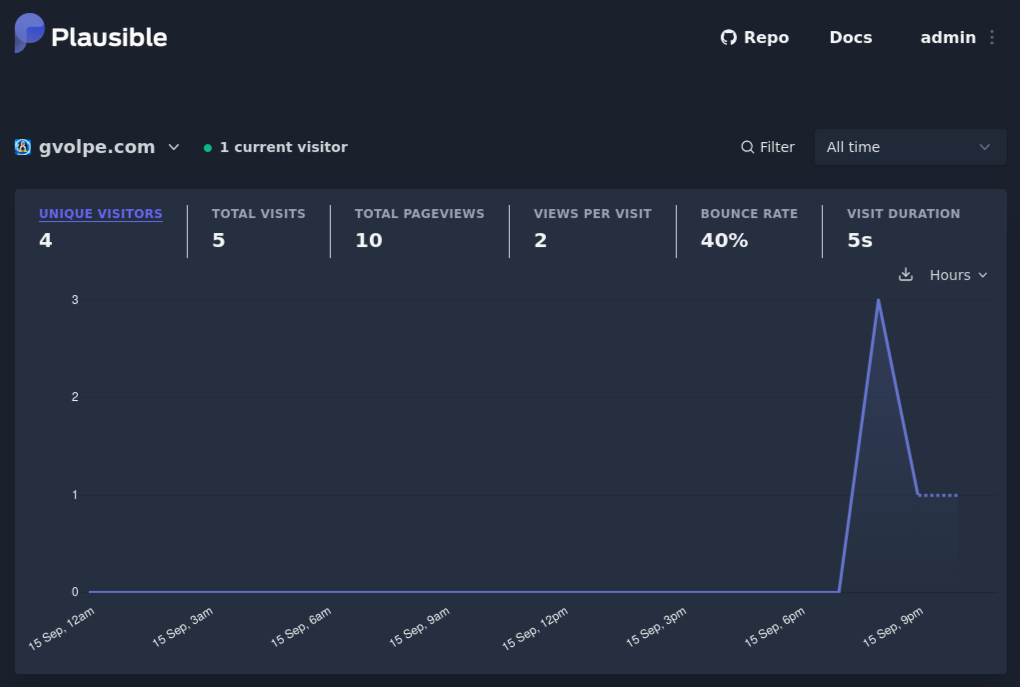 Plausible
Repo Docs admin
gvolpe.com 1 current visitor Filter All time
UNIQUE VISITORS TOTAL VISITS TOTAL PAGEVIEWS VIEWS PER VISIT BOUNCE RATE VISIT DURATION
4 5 10 2 40% 5s
Hours
3
2
1
0
15 Sep, 12am 15 Sep, 3am 15 Sep, 6am 15 Sep, 9am 15 Sep, 12pm 15 Sep, 3pm 15 Sep, 6pm 15 Sep, 9pm